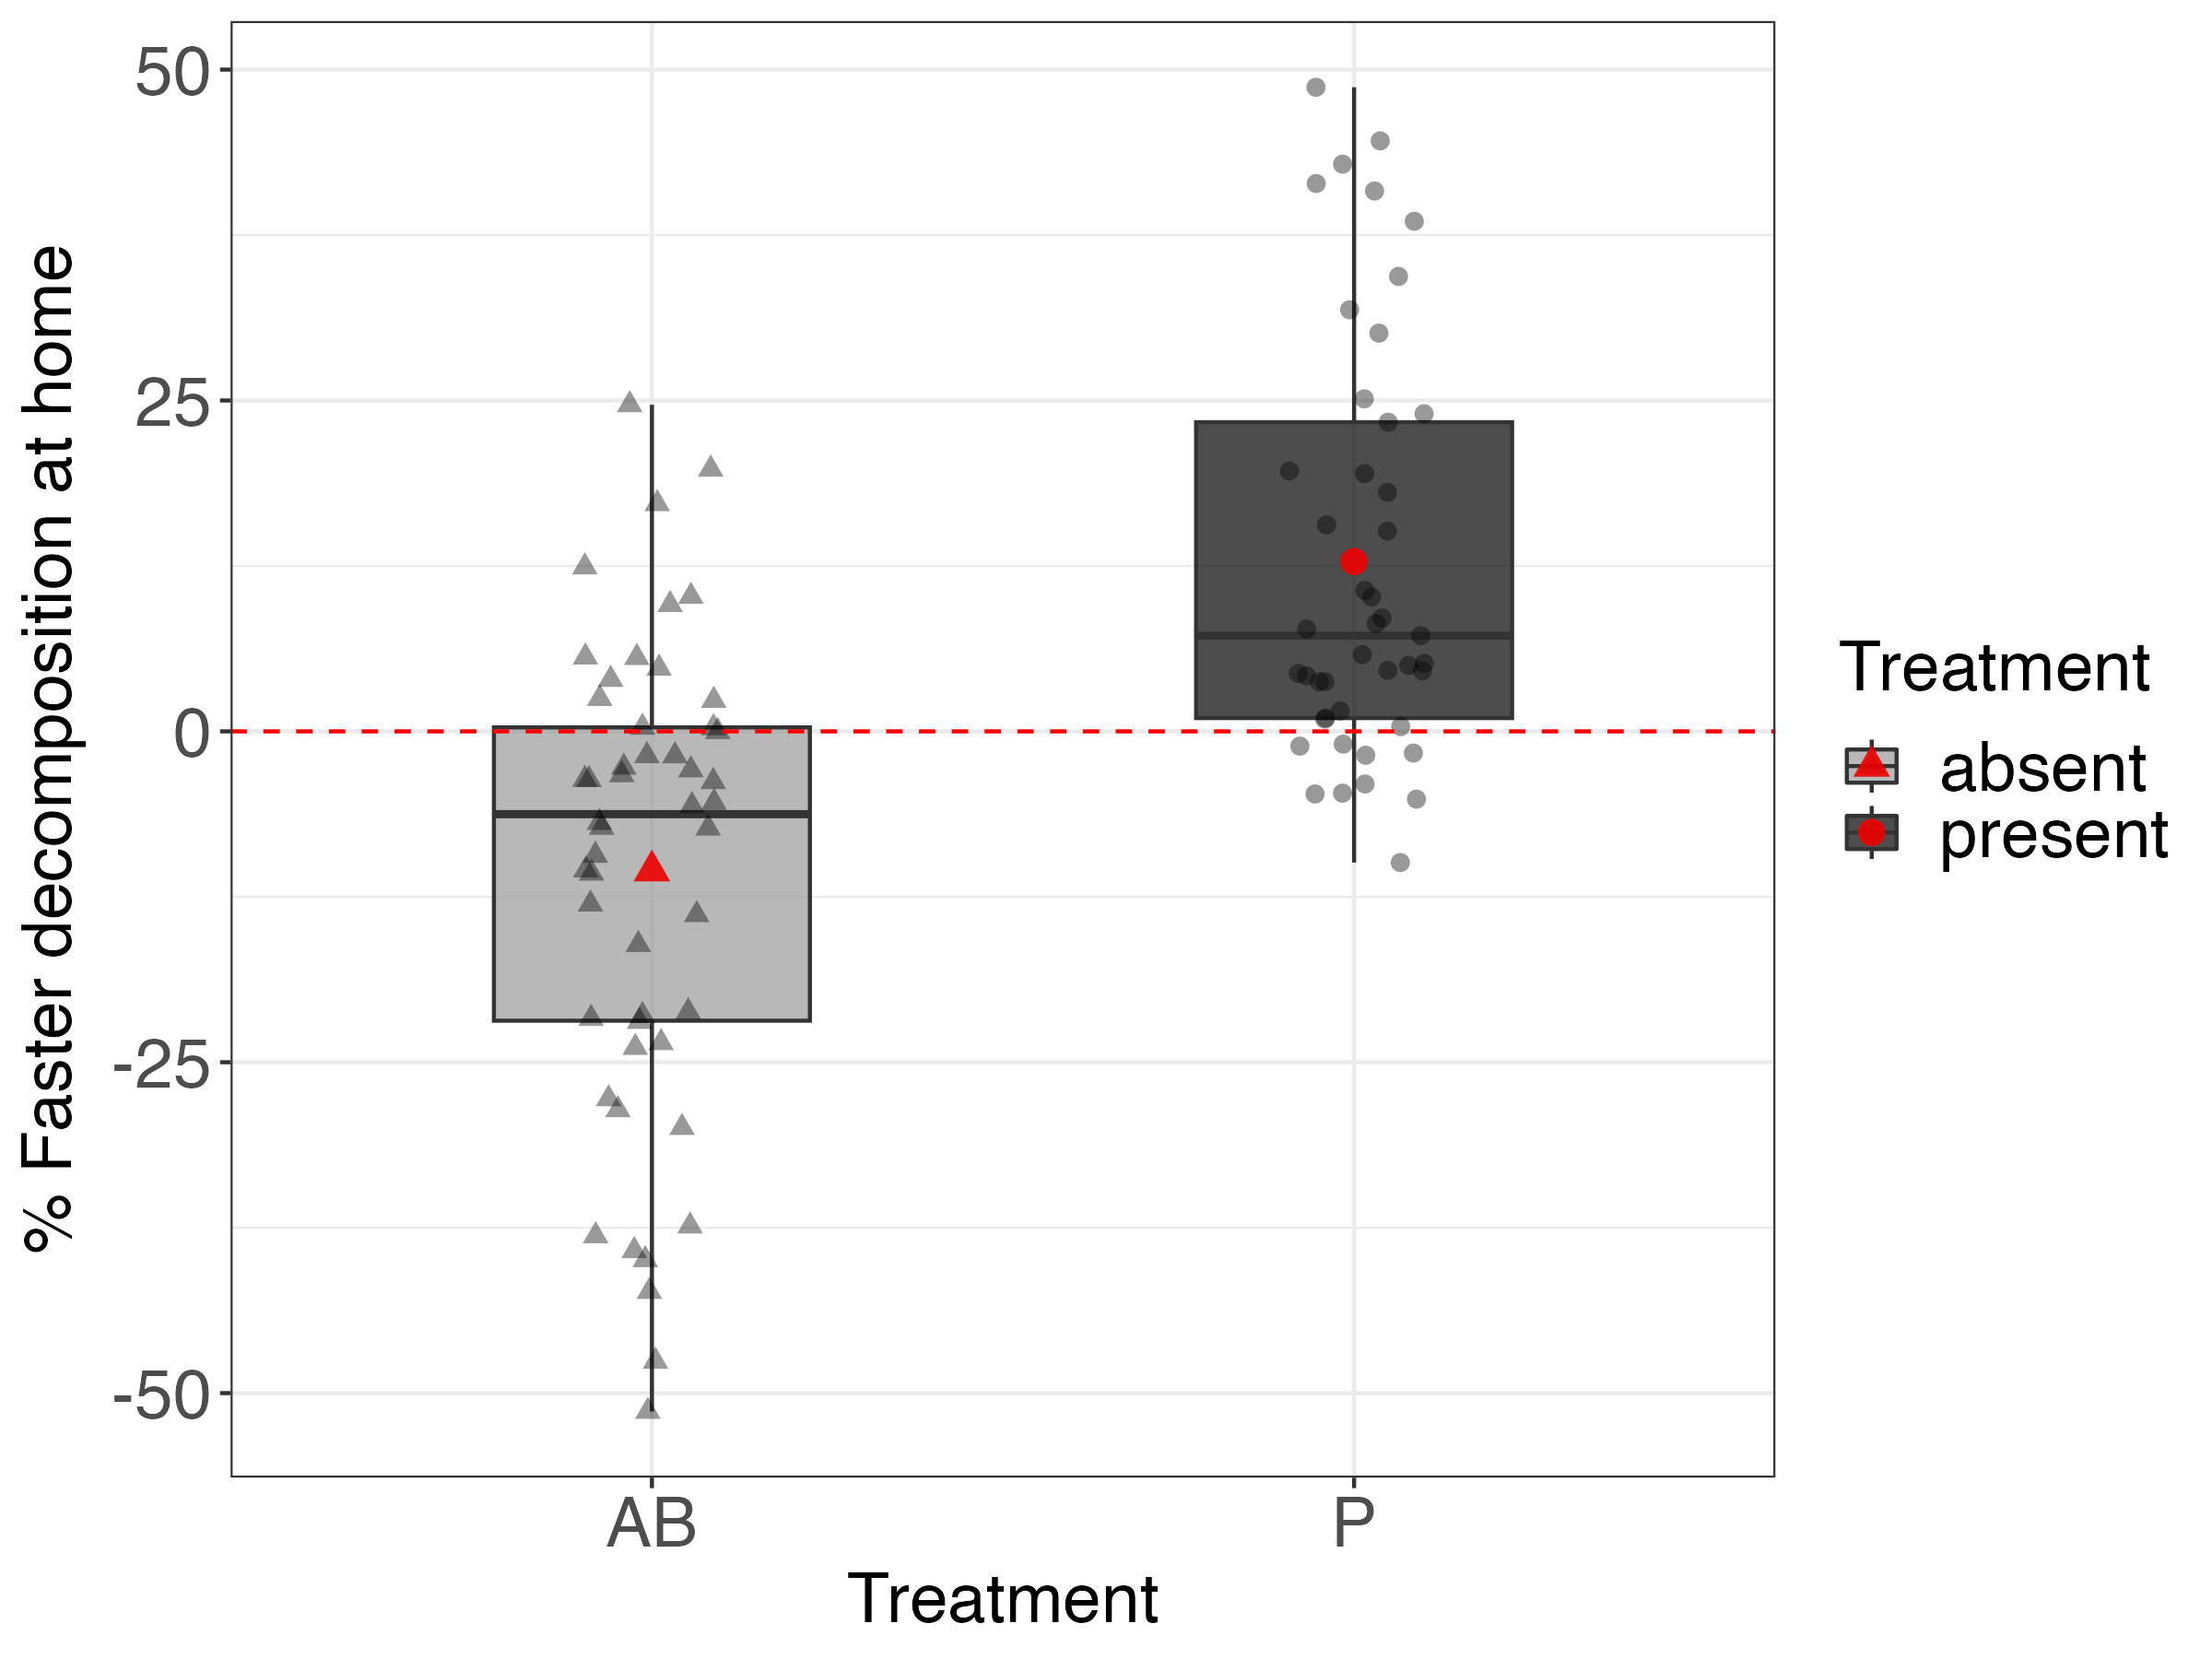 % Faster decomposition at home
50
25
0
-25
-50
AB
P
Treatment
Treatment
absent
present